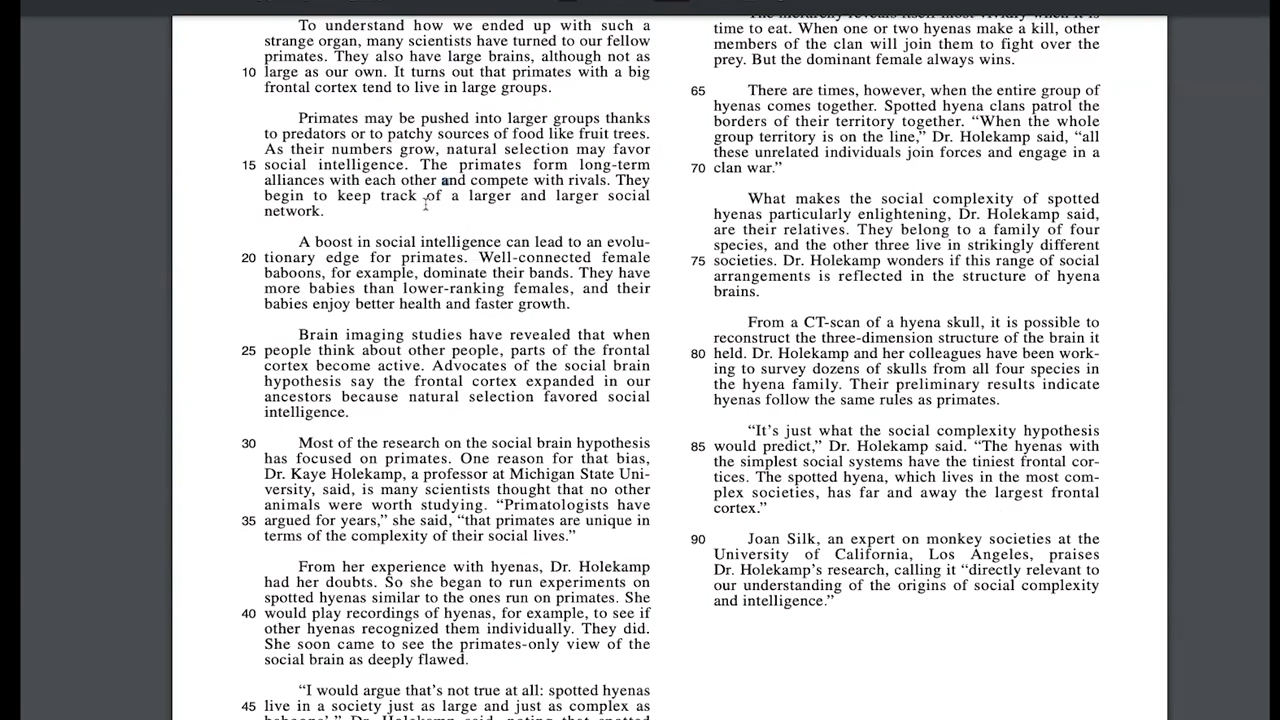 To understand how we ended up with such a
strange organ, many scientists have turned to our fellow
primates. They also have large brains, although not as
10 large as our own. It turns out that primates with a big
frontal cortex tend to live in large groups.
Primates may be pushed into larger groups thanks
to predators or to patchy sources of food like fruit trees.
As their numbers grow, natural selection may favor
15 social intelligence. The primates form long-term
alliances with each other and compete with rivals. They
begin to keep track of a larger and larger social
network.
A boost in social intelligence can lead to an evolu-
20 tionary edge for primates. Well-connected female
baboons, for example, dominate their bands. They have
more babies than lower-ranking females, and their
babies enjoy better health and faster growth.
Brain imaging studies have revealed that when
25 people think about other people, parts of the frontal
cortex become active. Advocates of the social brain
hypothesis say the frontal cortex expanded in our
ancestors because natural selection favored social
intelligence.
30 Most of the research on the social brain hypothesis
has focused on primates. One reason for that bias,
Dr. Kaye Holekamp, a professor at Michigan State Uni-
versity, said, is many scientists thought that no other
animals were worth studying. “Primatologists have
35 argued for years,” she said, “that primates are unique in
terms of the complexity of their social lives.”
From her experience with hyenas, Dr. Holekamp
had her doubts. So she began to run experiments on
spotted hyenas similar to the ones run on primates. She
40 would play recordings of hyenas, for example, to see if
other hyenas recognized them individually. They did.
She soon came to see the primates-only view of the
social brain as deeply flawed.
“I would argue that’s not true at all: spotted hyenas
45 live in a society just as large and just as complex as
baboons’,” Dr. Holekamp said, noting that spotted
The hierarchy reveals itself most vividly when it is
time to eat. When one or two hyenas make a kill, other
members of the clan will join them to fight over the
prey. But the dominant female always wins.
65 There are times, however, when the entire group of
hyenas comes together. Spotted hyena clans patrol the
borders of their territory together. “When the whole
group territory is on the line,” Dr. Holekamp said, “all
these unrelated individuals join forces and engage in a
70 clan war.”
What makes the social complexity of spotted
hyenas particularly enlightening, Dr. Holekamp said,
are their relatives. They belong to a family of four
species, and the other three live in strikingly different
75 societies. Dr. Holekamp wonders if this range of social
arrangements is reflected in the structure of hyena
brains.
From a CT-scan of a hyena skull, it is possible to
reconstruct the three-dimension structure of the brain it
80 held. Dr. Holekamp and her colleagues have been work-
ing to survey dozens of skulls from all four species in
the hyena family. Their preliminary results indicate
hyenas follow the same rules as primates.
“It’s just what the social complexity hypothesis
85 would predict,” Dr. Holekamp said. “The hyenas with
the simplest social systems have the tiniest frontal cor-
tices. The spotted hyena, which lives in the most com-
plex societies, has far and away the largest frontal
cortex.”
90 Joan Silk, an expert on monkey societies at the
University of California, Los Angeles, praises
Dr. Holekamp’s research, calling it “directly relevant to
our understanding of the origins of social complexity
and intelligence.”